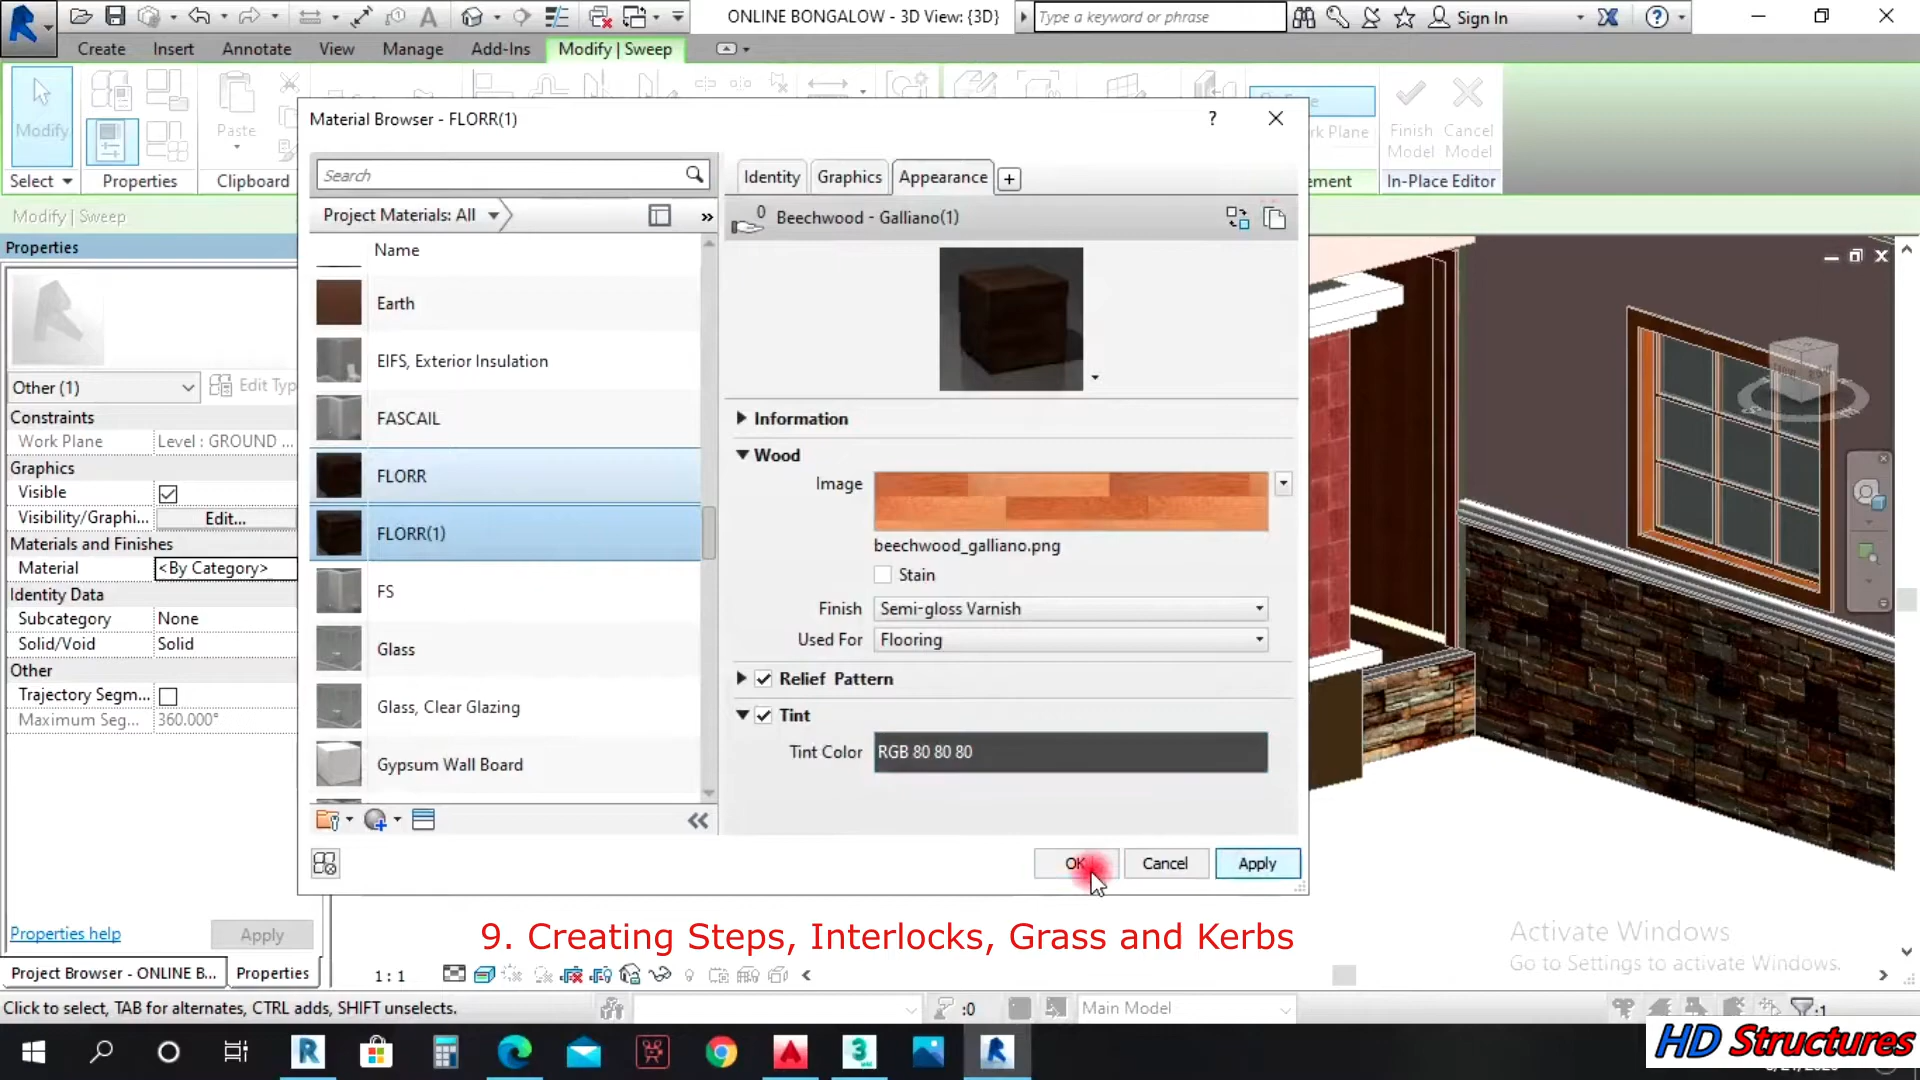 ONLINE BONGALOW - 3D View: {3D}
Type a keyword or phrase
Sign In
Create
Insert
Annotate
View
Manage
Add-Ins
Modify | Sweep
Modify
Paste
Finish Model
Cancel Model
Select
Properties
Clipboard
In-Place Editor
Modify | Sweep
Properties
Other (1)
Constraints
Work Plane Level : GROUND ...
Graphics
Visible
Visibility/Graphi... Edit...
Materials and Finishes
Material <By Category>
Identity Data
Subcategory None
Solid/Void Solid
Other
Trajectory Segm...
Maximum Seg... 360.000°
Properties help
Apply
Project Browser - ONLINE B...
Properties
Material Browser - FLORR(1)
?
Search
Project Materials: All
Name
Earth
EIFS, Exterior Insulation
FASCAIL
FLORR
FLORR(1)
FS
Glass
Glass, Clear Glazing
Gypsum Wall Board
Identity
Graphics
Appearance
0 Beechwood - Galliano(1)
Information
Wood
Image
beechwood_galliano.png
Stain
Finish Semi-gloss Varnish
Used For Flooring
Relief Pattern
Tint
Tint Color RGB 80 80 80
OK
Cancel
Apply
9. Creating Steps, Interlocks, Grass and Kerbs
Activate Windows
Go to Settings to activate Windows.
1 : 1
Click to select, TAB for alternates, CTRL adds, SHIFT unselects.
:0
Main Model
:1
HD Structures